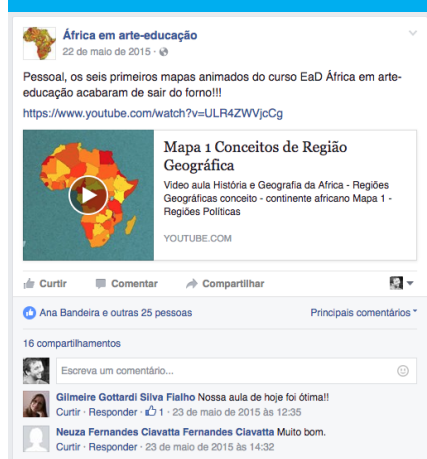 África em arte-educação
22 de maio de 2015 ·
Pessoal, os seis primeiros mapas animados do curso EaD África em arte-
educação acabaram de sair do forno!!!
https://www.youtube.com/watch?v=ULR4ZWVjcCg
Mapa 1 Conceitos de Região
Geográfica
Video aula História e Geografia da Africa - Regiões
Geográficas conceito - continente africano Mapa 1 -
Regiões Politicas
YOUTUBE.COM
Curtir Comentar Compartilhar
Ana Bandeira e outras 25 pessoas Principais comentários
16 compartilhamentos
Escreva um comentário...
Gilmeire Gottardi Silva Fialho Nossa aula de hoje foi ótima!!
Curtir · Responder · 1 · 23 de maio de 2015 às 12:35
Neuza Fernandes Ciavatta Fernandes Ciavatta Muito bom.
Curtir · Responder · 23 de maio de 2015 às 14:32